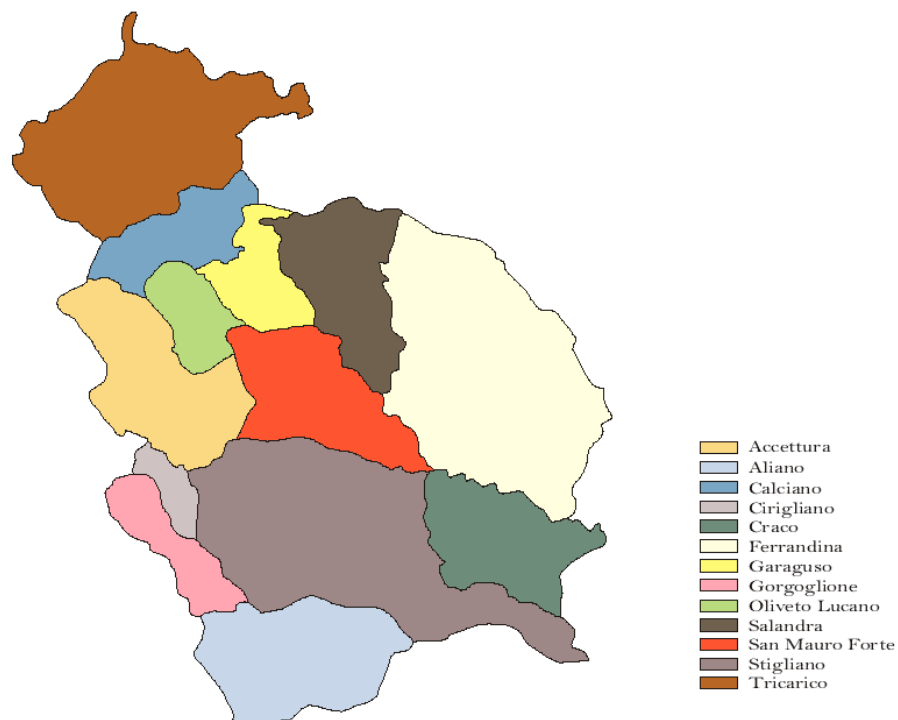 Accettura
Aliano
Calciano
Cirigliano
Craco
Ferrandina
Garaguso
Gorgoglione
Oliveto Lucano
Salandra
San Mauro Forte
Stigliano
Tricarico